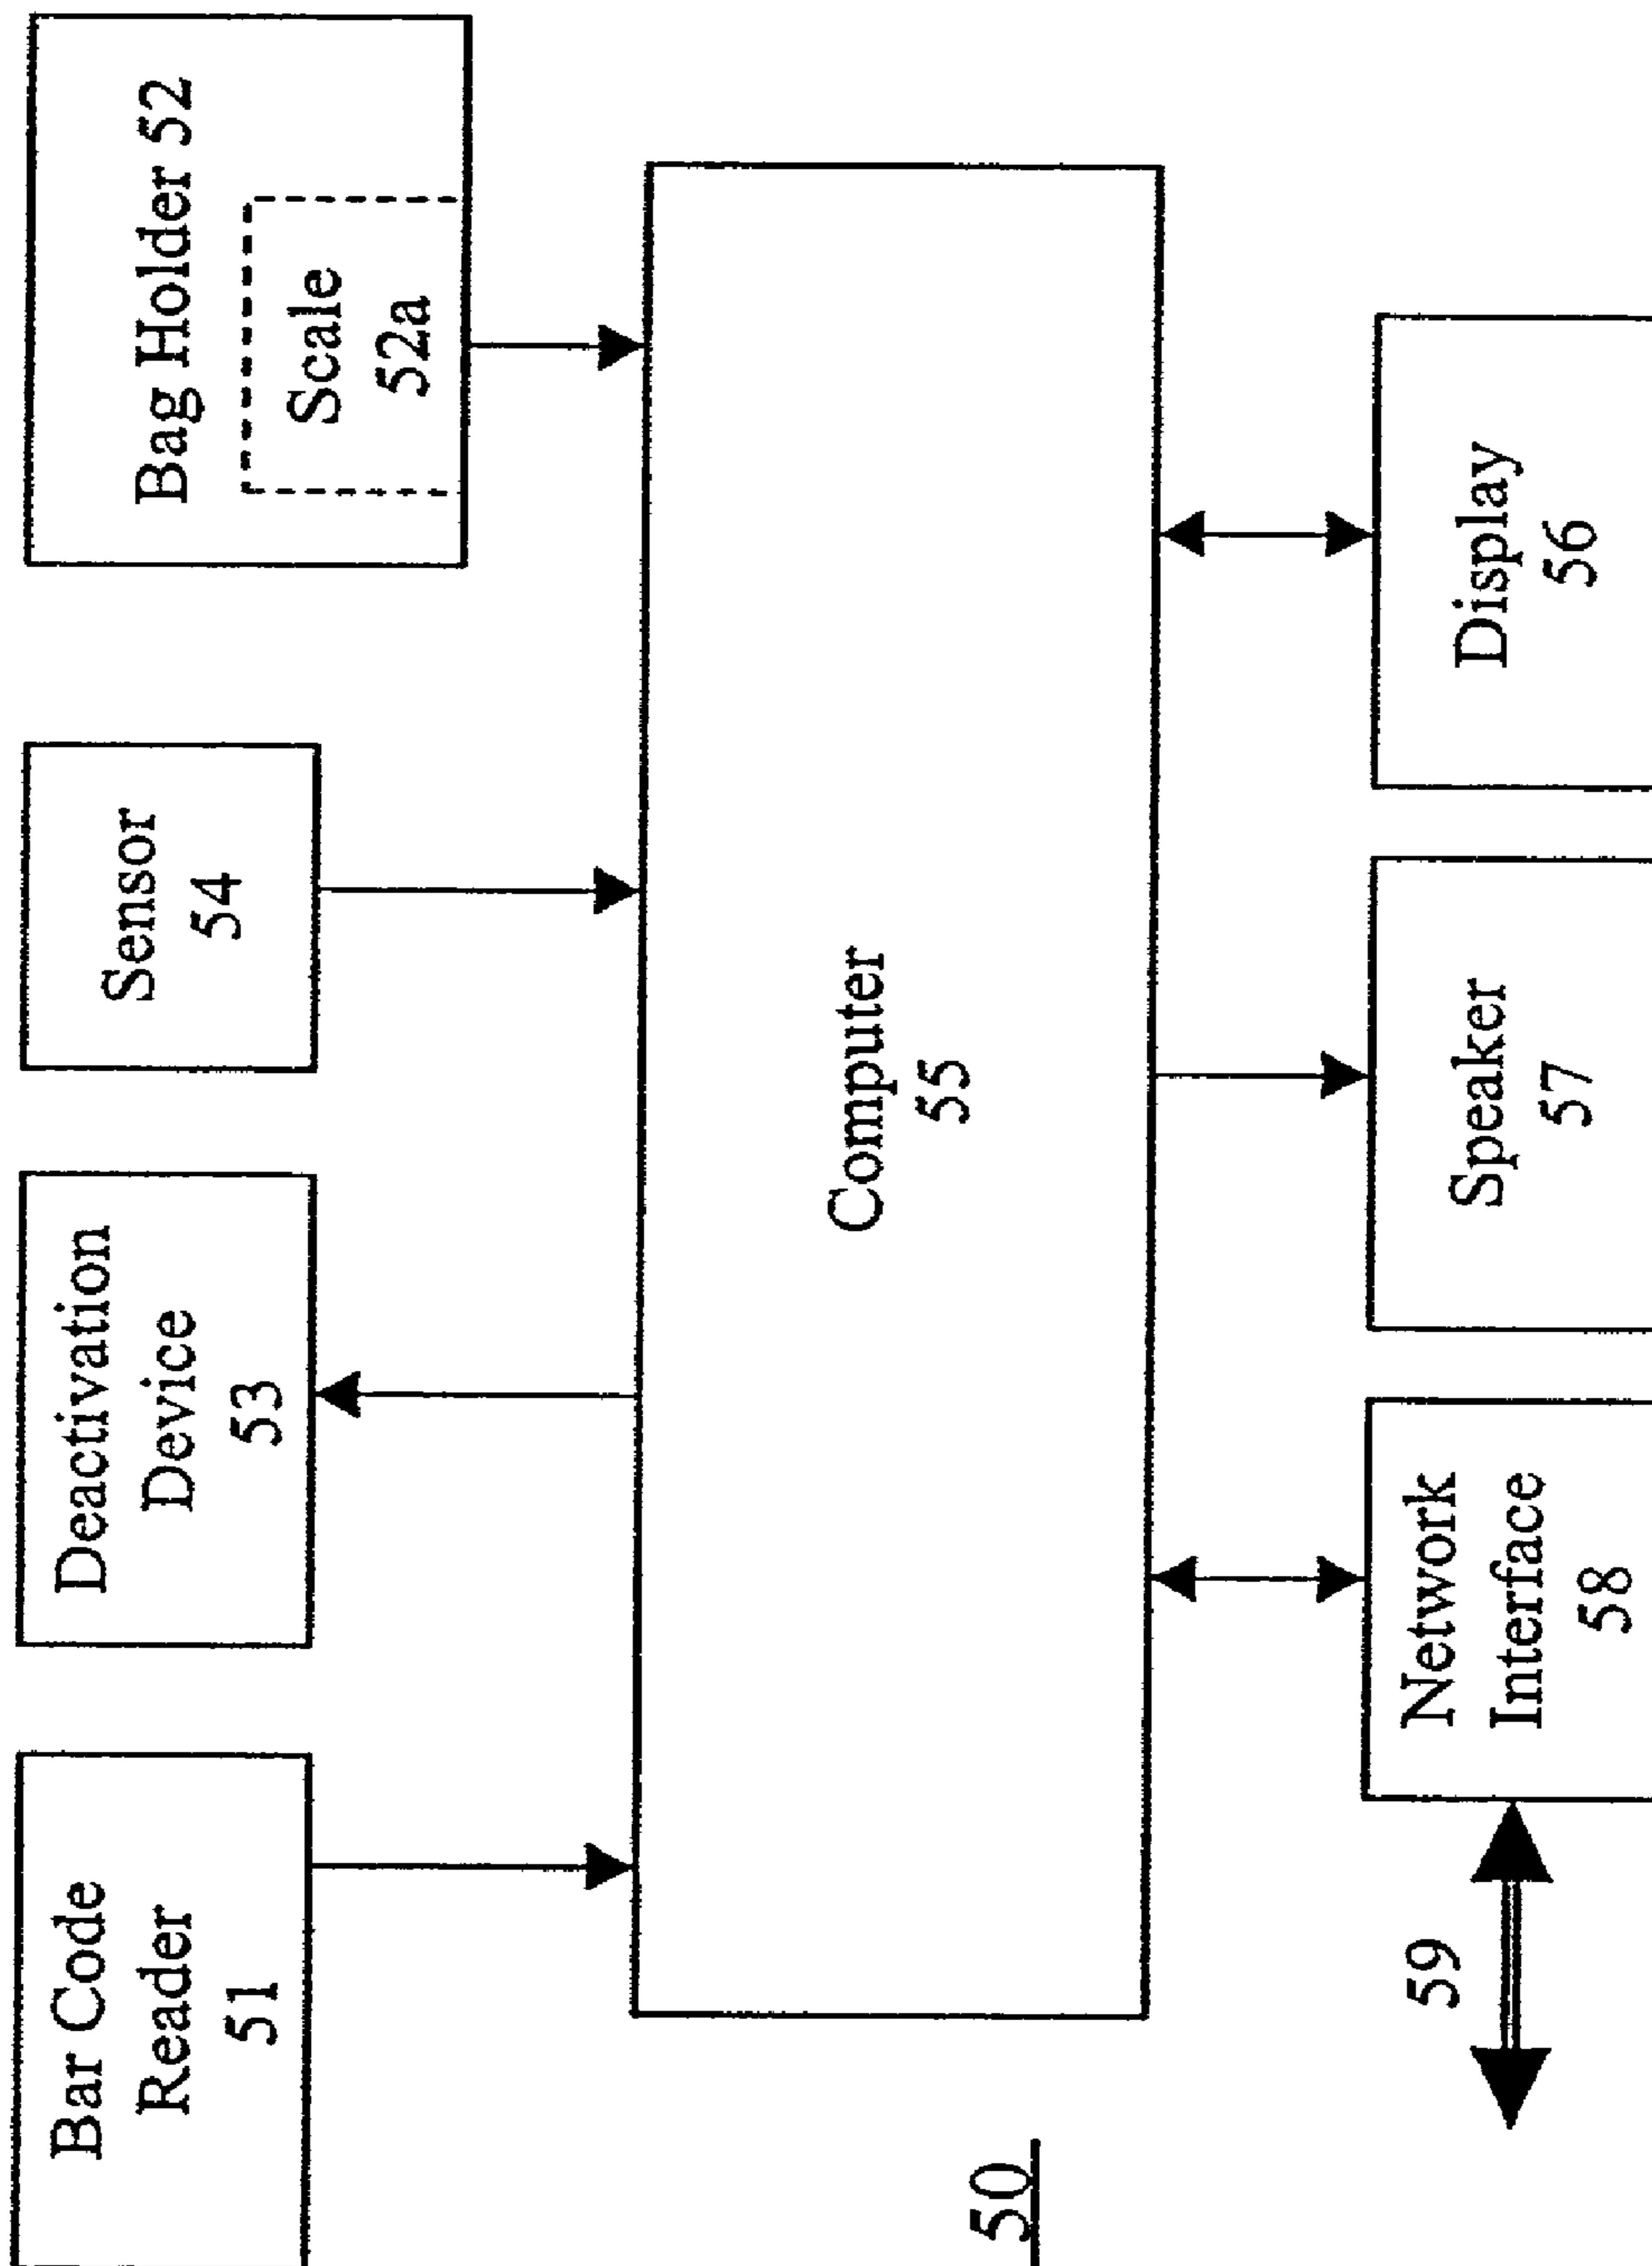 Bar Code
Reader
51
Deactivation
Device
53
Sensor
54
Bag Holder 52
Scale
52a
Computer
55
50
59
Network
Interface
58
Speaker
57
Display
56